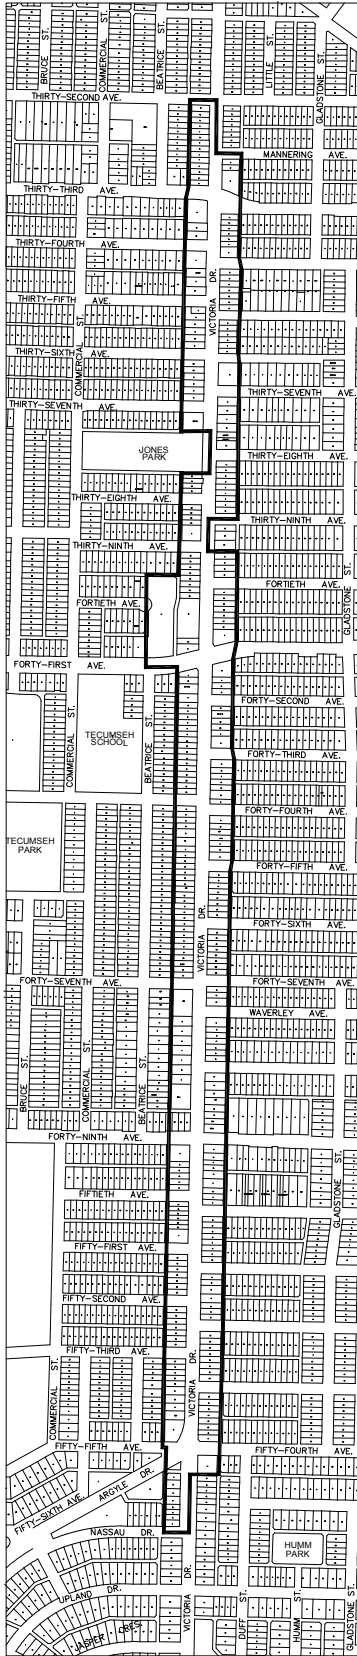 BRUCE ST.
COMMERCIAL ST.
BEATRICE ST.
LITTLE ST.
GLADSTONE ST.
THIRTY-SECOND AVE.
MANNERING AVE.
THIRTY-THIRD AVE.
THIRTY-FOURTH AVE.
VICTORIA DR.
THIRTY-FIFTH AVE.
COMMERCIAL ST.
THIRTY-SIXTH AVE.
THIRTY-SEVENTH AVE.
THIRTY-SEVENTH AVE.
JONES
PARK
THIRTY-EIGHTH AVE.
THIRTY-EIGHTH AVE.
THIRTY-NINTH AVE.
THIRTY-NINTH AVE.
GLADSTONE ST.
FORTIETH AVE.
FORTIETH AVE.
FORTY-FIRST AVE.
FORTY-SECOND AVE.
COMMERCIAL ST.
TECUMSEH
SCHOOL
BEATRICE ST.
FORTY-THIRD AVE.
FORTY-FOURTH AVE.
TECUMSEH
PARK
FORTY-FIFTH AVE.
VICTORIA DR.
FORTY-SIXTH AVE.
FORTY-SEVENTH AVE.
FORTY-SEVENTH AVE.
WAVERLEY AVE.
BRUCE ST.
COMMERCIAL ST.
BEATRICE ST.
FORTY-NINTH AVE.
GLADSTONE ST.
FIFTIETH AVE.
FIFTY-FIRST AVE.
FIFTY-SECOND AVE.
FIFTY-THIRD AVE.
COMMERCIAL ST.
VICTORIA DR.
FIFTY-FIFTH AVE.
FIFTY-FOURTH AVE.
FIFTY-SIXTH AVE.
ARGYLE DR.
NASSAU DR.
HUMM
PARK
UPLAND DR.
VICTORIA DR.
DUFF ST.
HUMM ST.
GLADSTONE ST.
JASPER CRES.